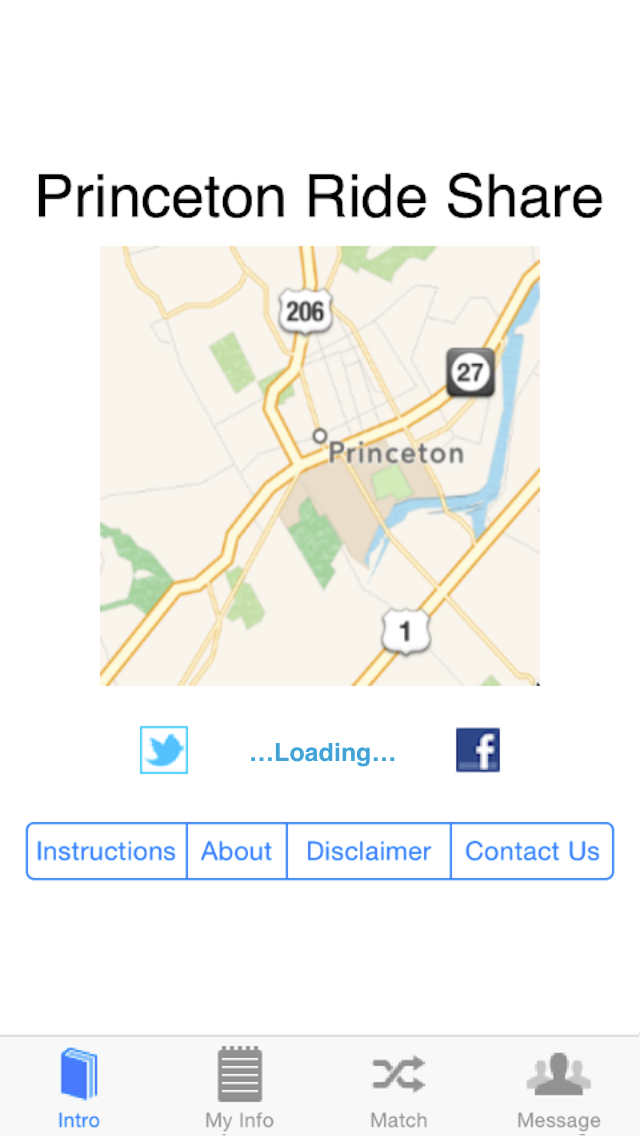 Princeton Ride Share
206
27
Princeton
1
...Loading...
Instructions About Disclaimer Contact Us
Intro My Info Match Message